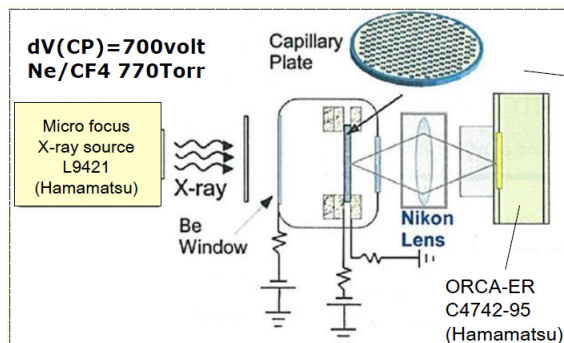 dV(CP)=700volt
Ne/CF4 770Torr
Capillary
Plate
Micro focus
X-ray source
L9421
(Hamamatsu)
X-ray
Be
Window
Nikon
Lens
ORCA-ER
C4742-95
(Hamamatsu)